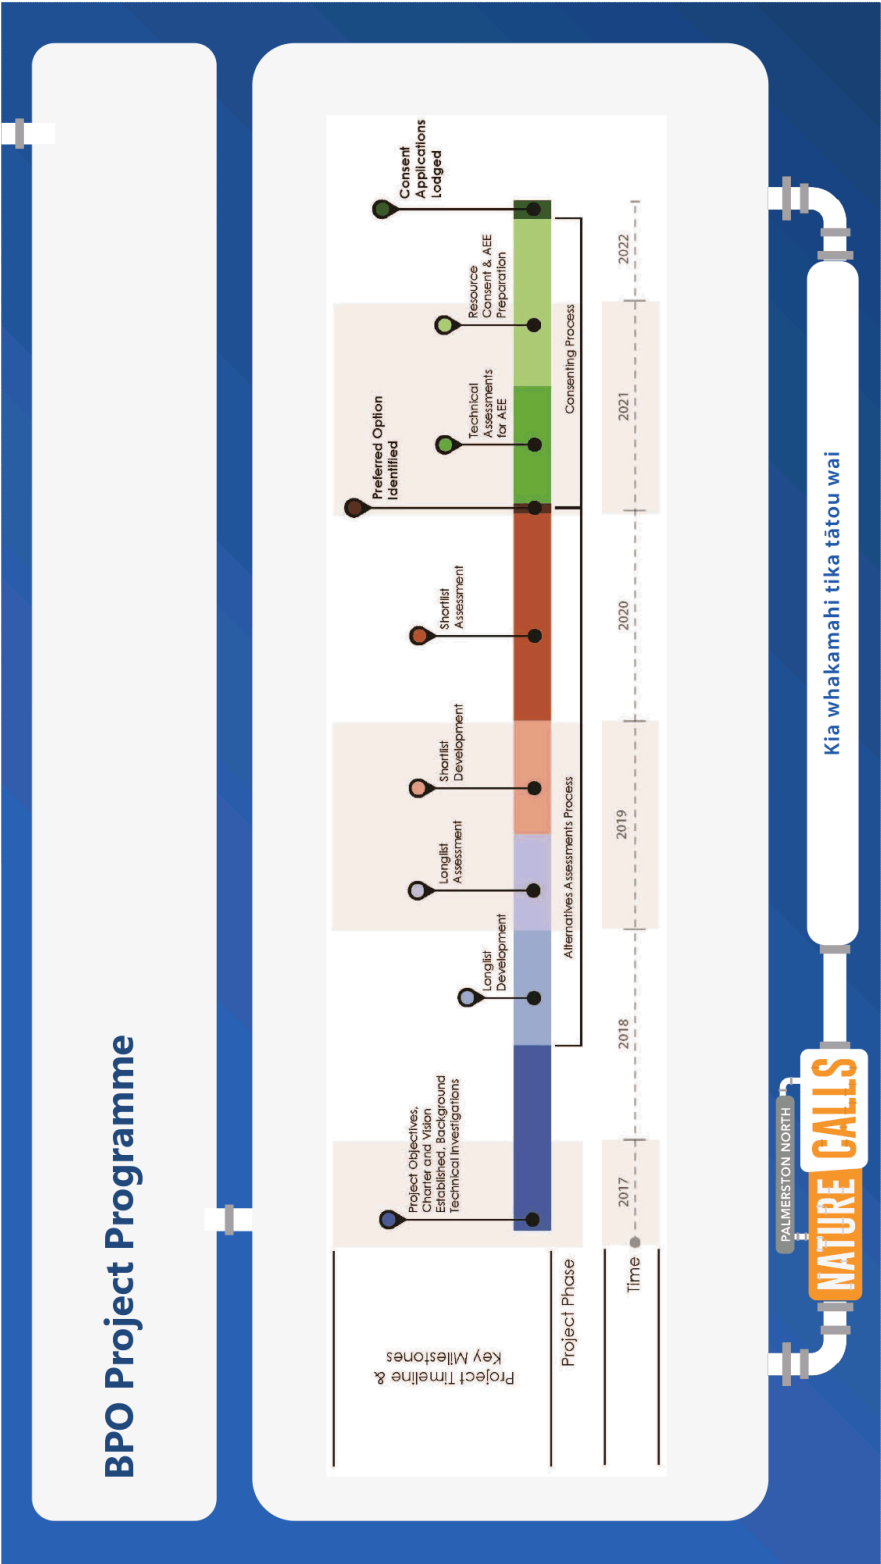 BPO Project Programme
Project Timeline &
Key Milestones
Project Objectives,
Charter and Vision
Established, Background
Technical Investigations
Longlist
Development
Longlist
Assessment
Shortlist
Development
Shortlist
Assessment
Preferred Option
Identified
Technical
Assessments
for AEE
Resource
Consent & AEE
Preparation
Consent
Applications
Lodged
Project Phase
Alternatives Assessments Process
Consenting Process
Time
2017
2018
2019
2020
2021
2022
PALMERSTON NORTH
NATURE CALLS
Kia whakamahi tika tātou wai